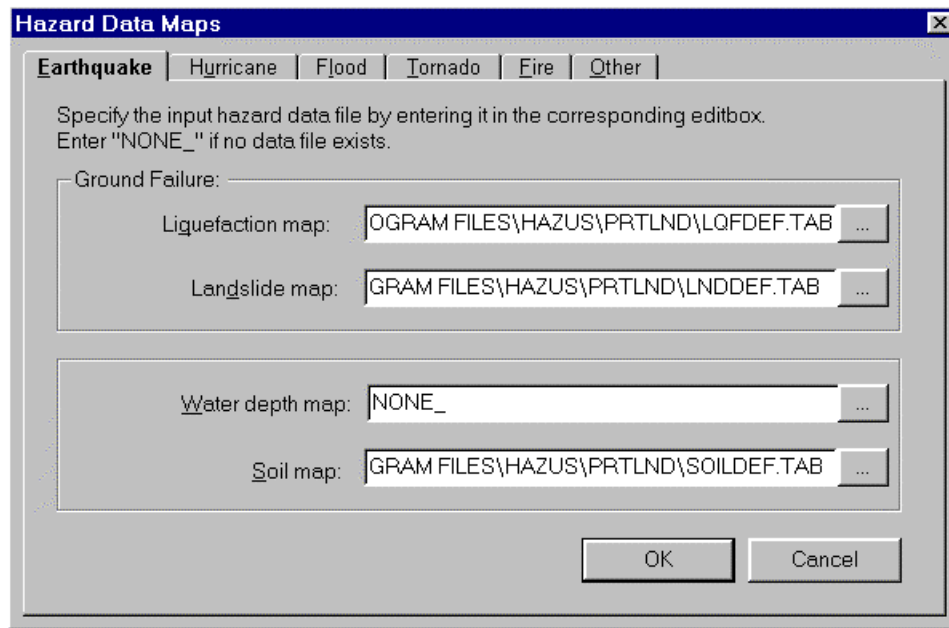 Hazard Data Maps
Earthquake Hurricane Flood Tornado Fire Other
Specify the input hazard data file by entering it in the corresponding editbox.
Enter "NONE_" if no data file exists.
Ground Failure:
Liquefaction map: OGRAM FILES\HAZUS\PRTLND\LQFDEF.TAB ...
Landslide map: GRAM FILES\HAZUS\PRTLND\LNDDEF.TAB ...
Water depth map: NONE_ ...
Soil map: GRAM FILES\HAZUS\PRTLND\SOILDEF.TAB ...
OK Cancel